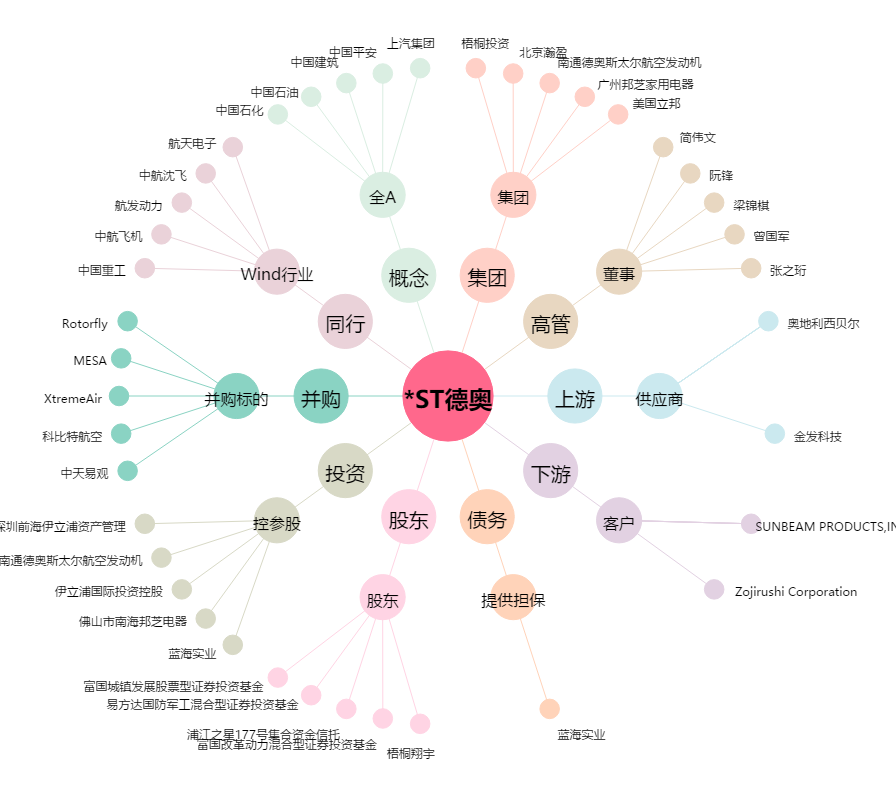 上汽集团
中国平安
中国建筑
中国石油
中国石化
全A
概念
梧桐投资
北京瀚盈
南通德奥斯太尔航空发动机
广州邦芝家用电器
美国立邦
集团
集团
航天电子
中航沈飞
航发动力
中航飞机
中国重工
Wind行业
同行
简伟文
阮锋
梁锦棋
曾国军
张之珩
董事
高管
Rotorfly
MESA
XtremeAir
科比特航空
中天易观
并购标的
并购
*ST德奥
上游
供应商
奥地利西贝尔
金发科技
投资
控参股
深圳前海伊立浦资产管理
南通德奥斯太尔航空发动机
伊立浦国际投资控股
佛山市南海邦芝电器
蓝海实业
下游
客户
SUNBEAM PRODUCTS,IN
Zojirushi Corporation
股东
股东
富国城镇发展股票型证券投资基金
易方达国防军工混合型证券投资基金
浦江之星177号集合资金信托
富国改革动力混合型证券投资基金
梧桐翔宇
债务
提供担保
蓝海实业